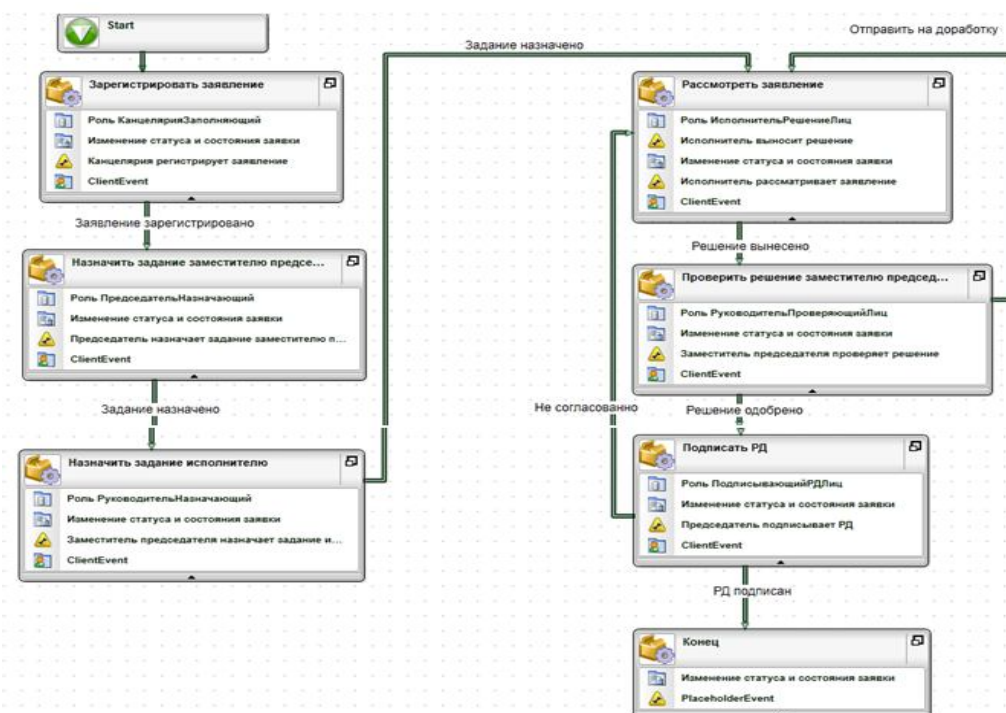 Start
Зарегистрировать заявление
Роль КанцелярияЗаполняющий
Изменение статуса и состояния заявки
Канцелярия регистрирует заявление
ClientEvent
Заявление зарегистрировано
Назначить задание заместителю предсе...
Роль ПредседательНазначающий
Изменение статуса и состояния заявки
Председатель назначает задание заместителю п...
ClientEvent
Задание назначено
Назначить задание исполнителю
Роль РуководительНазначающий
Изменение статуса и состояния заявки
Заместитель председателя назначает задание и...
ClientEvent
Задание назначено
Отправить на доработку
Рассмотреть заявление
Роль ИсполнительРешениеЛиц
Исполнитель выносит решение
Изменение статуса и состояния заявки
Исполнитель рассматривает заявление
ClientEvent
Решение вынесено
Проверить решение заместителю председ...
Роль РуководительПроверяющийЛиц
Изменение статуса и состояния заявки
Заместитель председателя проверяет решение
ClientEvent
Не согласованно
Решение одобрено
Подписать РД
Роль ПодписывающийРДЛиц
Изменение статуса и состояния заявки
Председатель подписывает РД
ClientEvent
РД подписан
Конец
Изменение статуса и состояния заявки
PlaceholderEvent